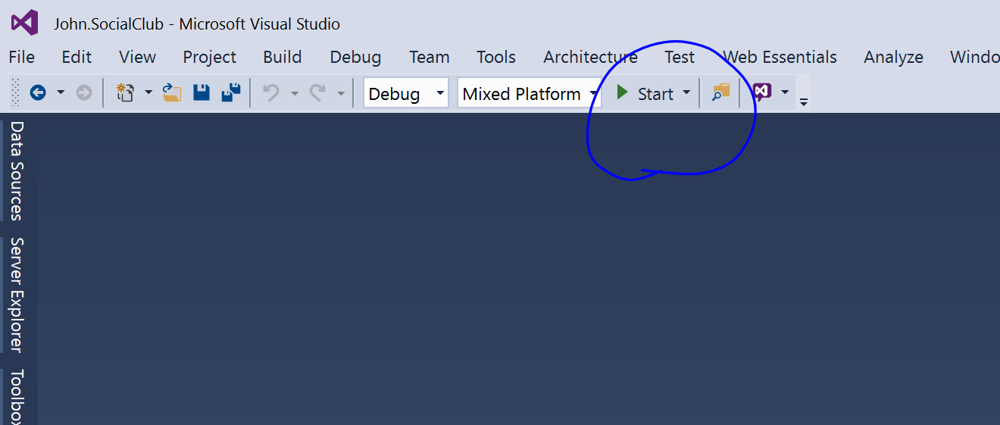 John.SocialClub - Microsoft Visual Studio
File Edit View Project Build Debug Team Tools Architecture Test Web Essentials Analyze Windo
Debug Mixed Platform Start
Data Sources
Server Explorer
Toolbox